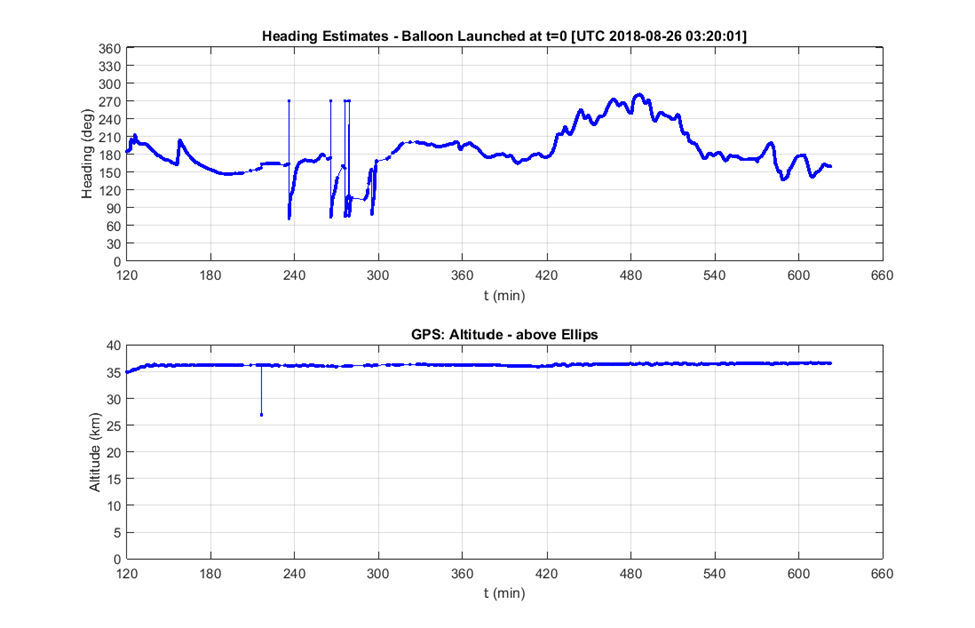 Heading Estimates - Balloon Launched at t=0 [UTC 2018-08-26 03:20:01]
360
330
300
270
240
210
180
150
120
90
60
30
0
Heading (deg)
120 180 240 300 360 420 480 540 600 660
t (min)
GPS: Altitude - above Ellips
40
35
30
25
20
15
10
5
0
Altitude (km)
120 180 240 300 360 420 480 540 600 660
t (min)